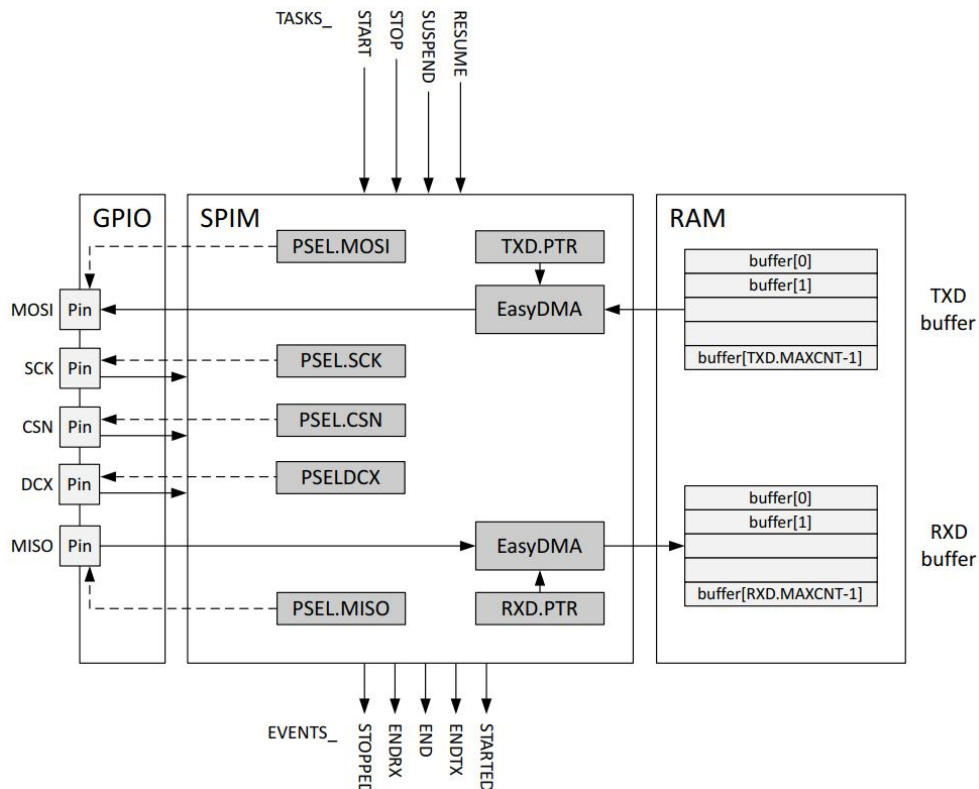 TASKS_
START
STOP
SUSPEND
RESUME
GPIO
SPIM
RAM
PSEL.MOSI
TXD.PTR
buffer[0]
buffer[1]
TXD
buffer
MOSI
Pin
EasyDMA
buffer[TXD.MAXCNT-1]
SCK
Pin
PSEL.SCK
CSN
Pin
PSEL.CSN
DCX
Pin
PSELDCX
buffer[0]
buffer[1]
RXD
buffer
MISO
Pin
EasyDMA
buffer[RXD.MAXCNT-1]
PSEL.MISO
RXD.PTR
EVENTS_
STOPPED
ENDRX
END
ENDTX
STARTED